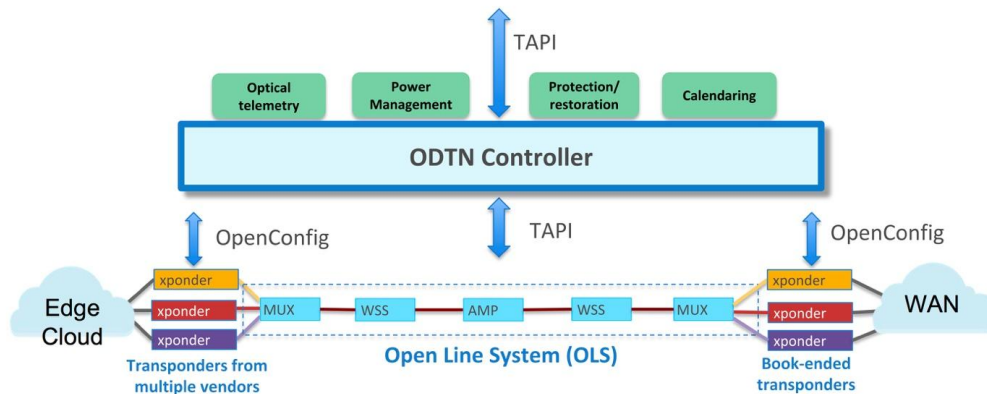 TAPI
Optical
telemetry
Power
Management
Protection/
restoration
Calendaring
ODTN Controller
OpenConfig
TAPI
OpenConfig
Edge
Cloud
xponder
xponder
xponder
MUX
WSS
AMP
WSS
MUX
xponder
xponder
xponder
WAN
Transponders from
multiple vendors
Open Line System (OLS)
Book-ended
transponders